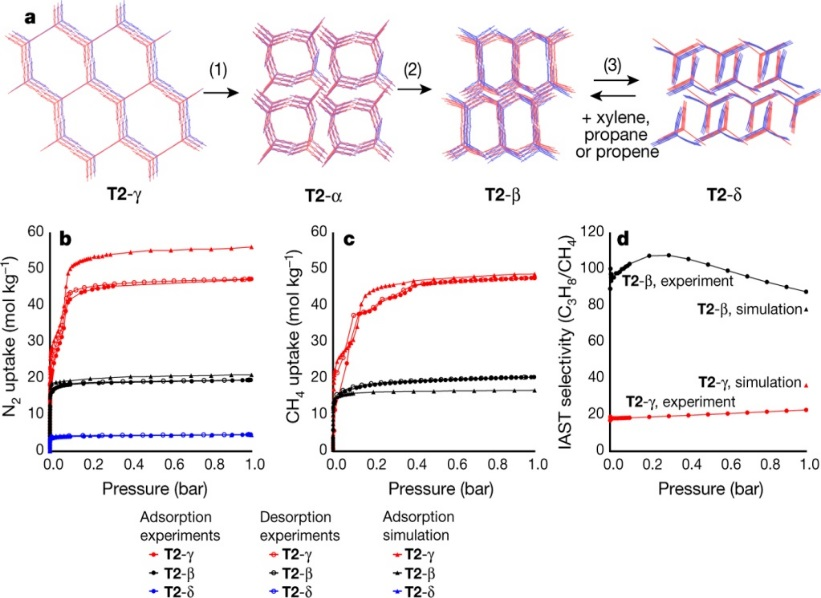 a
(1)
(2)
(3)
+ xylene,
propane
or propene
T2-γ
T2-α
T2-β
T2-δ
b
N₂ uptake (mol kg⁻¹)
60
50
40
30
20
10
0
0.0 0.2 0.4 0.6 0.8 1.0
Pressure (bar)
c
CH₄ uptake (mol kg⁻¹)
60
50
40
30
20
10
0
0.0 0.2 0.4 0.6 0.8 1.0
Pressure (bar)
d
IAST selectivity (C₃H₈/CH₄)
120
100
80
60
40
20
0
T2-β, experiment
T2-β, simulation
T2-γ, simulation
T2-γ, experiment
0.0 0.2 0.4 0.6 0.8 1.0
Pressure (bar)
Adsorption
experiments
T2-γ
T2-β
T2-δ
Desorption
experiments
T2-γ
T2-β
T2-δ
Adsorption
simulation
T2-γ
T2-β
T2-δ